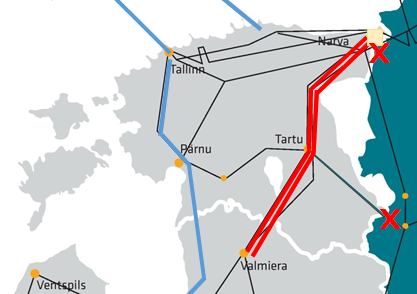 Narva
Tallinn
Tartu
Pärnu
Valmiera
Ventspils